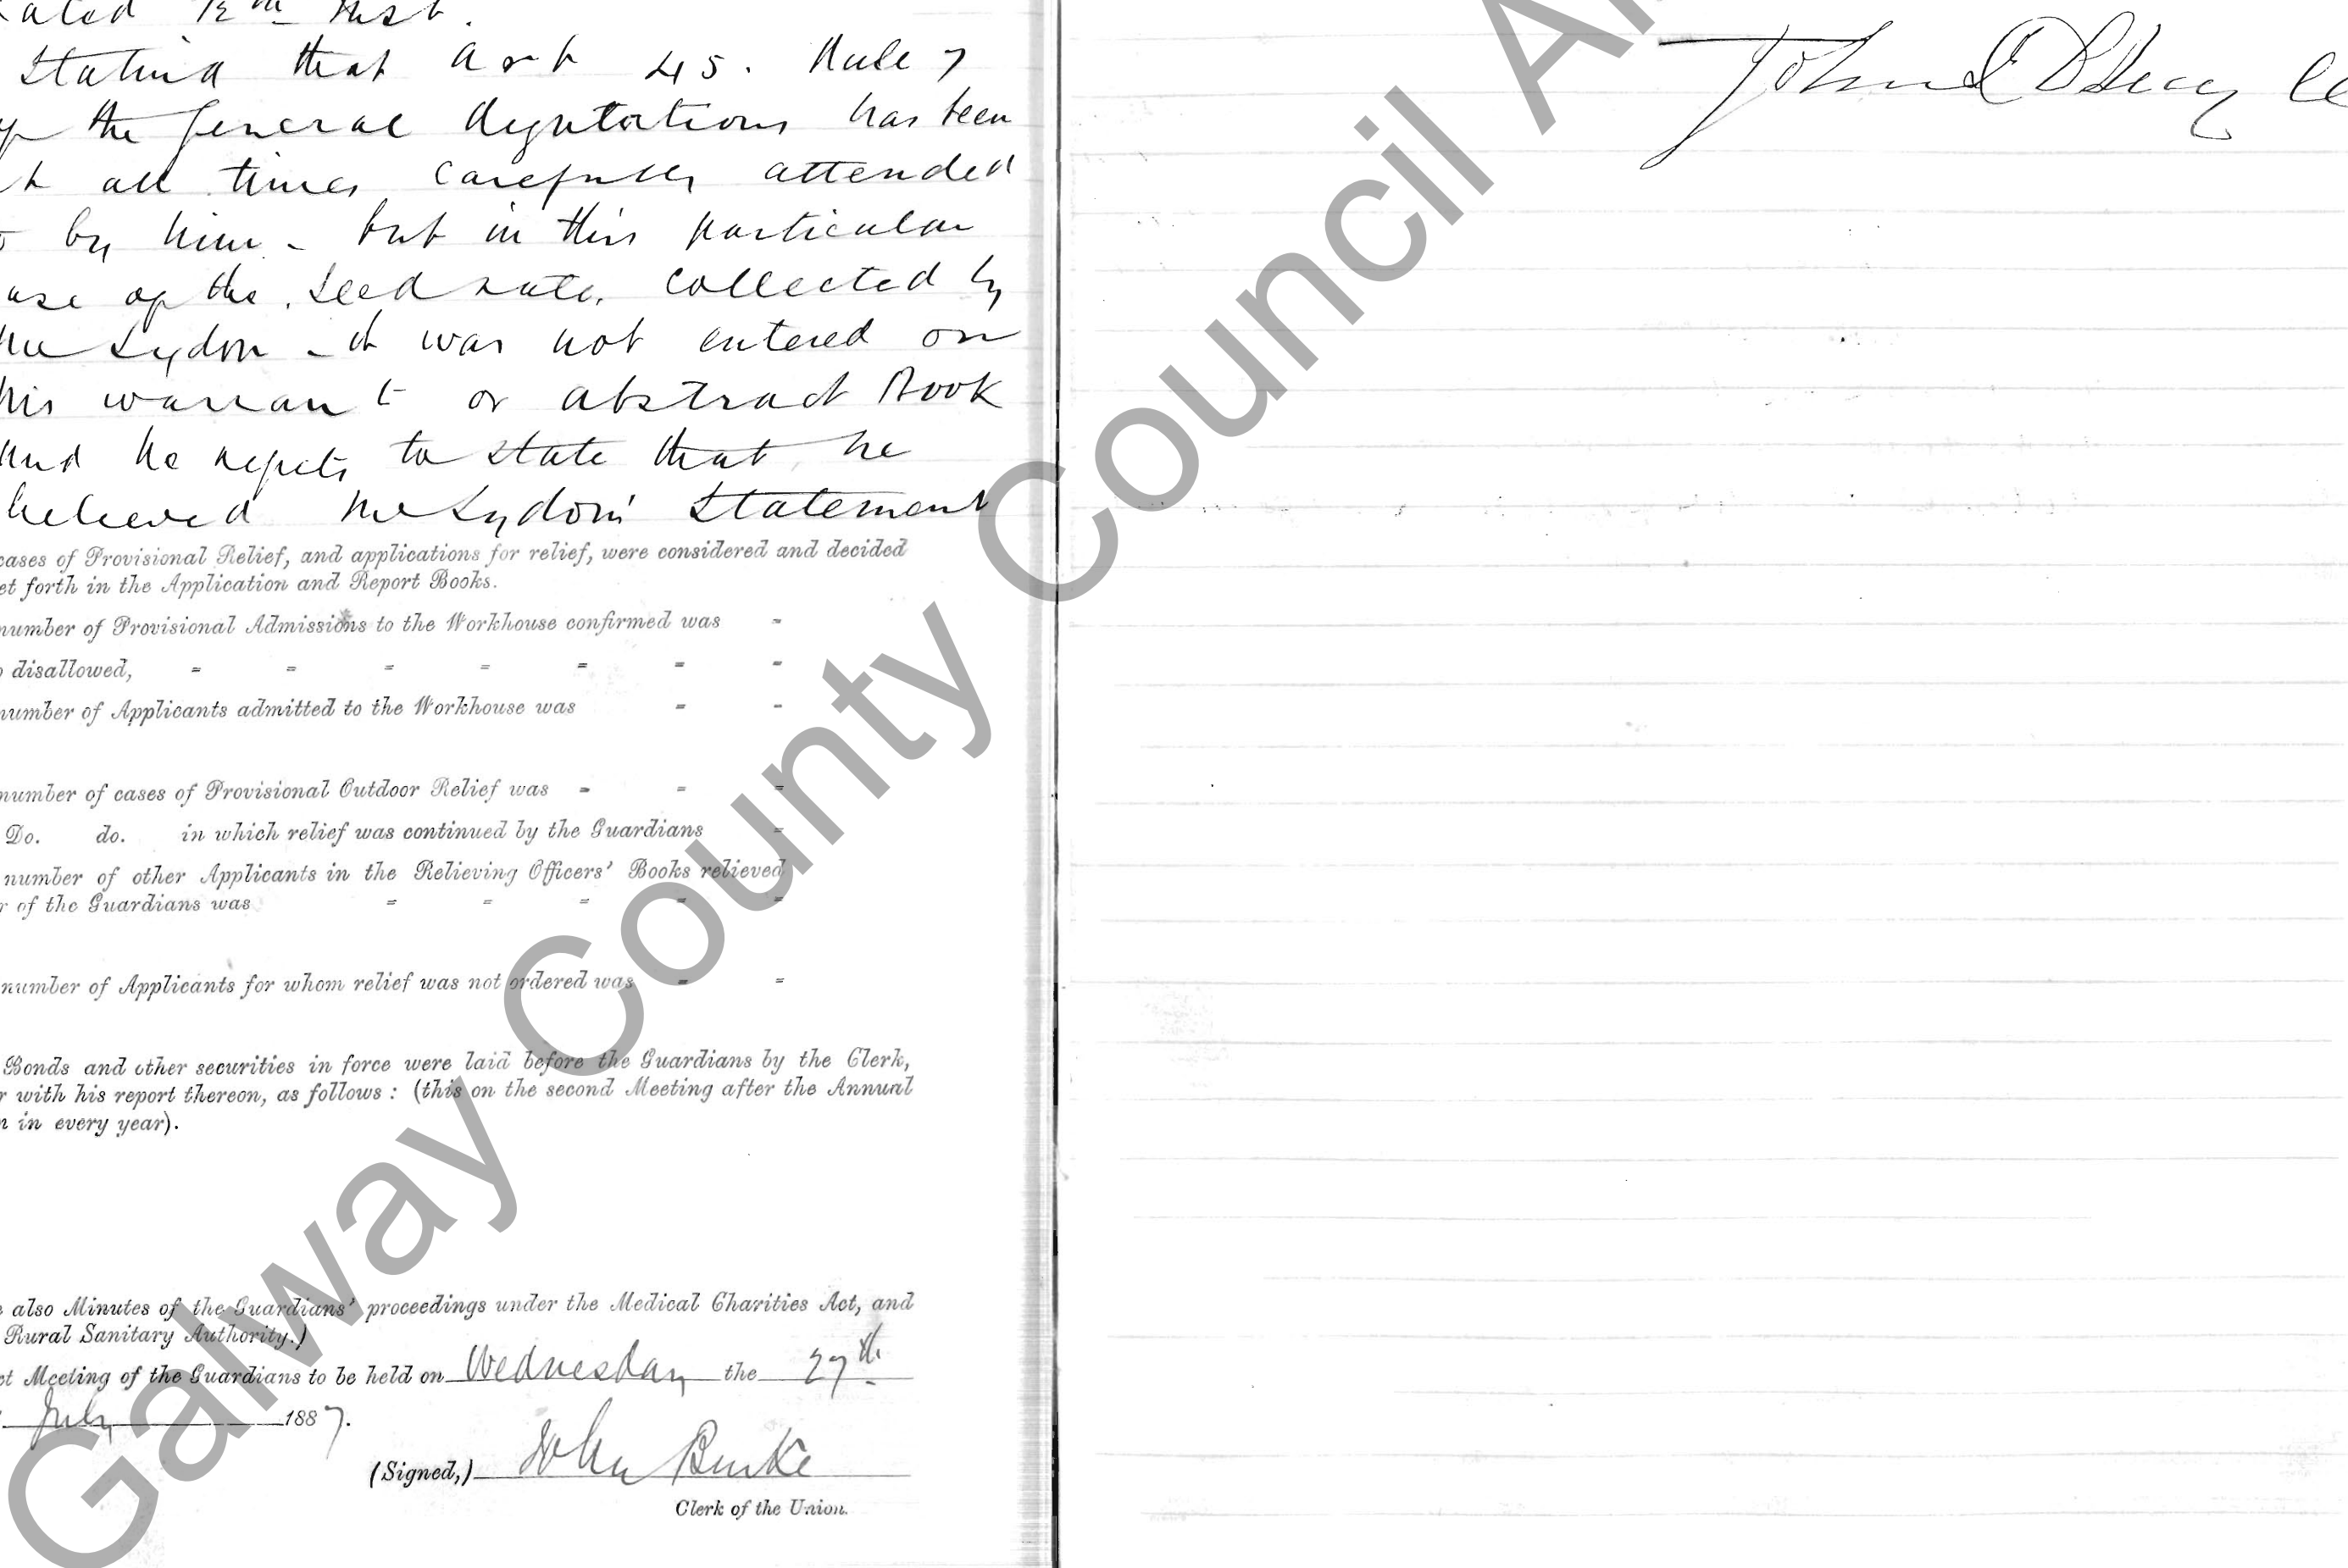 ated 12th Inst.
Stating that Art 45. Rule 7
of the General Regulations has been
t all times carefully attended
by him - but in this particular
ase of the Seed rate, collected by
Mr Lydon - it was not entered on
his warrant or abstract Book
and he regrets to state that he
believed Mr Lydon's Statement
cases of Provisional Relief, and applications for relief, were considered and decided
et forth in the Application and Report Books.
number of Provisional Admissions to the Workhouse confirmed was -
o disallowed, - - - - - - -
number of Applicants admitted to the Workhouse was - -
number of cases of Provisional Outdoor Relief was - - -
Do. do. in which relief was continued by the Guardians -
number of other Applicants in the Relieving Officers' Books relieved
r of the Guardians was - - - - -
number of Applicants for whom relief was not ordered was - -
Bonds and other securities in force were laid before the Guardians by the Clerk,
r with his report thereon, as follows : (this on the second Meeting after the Annual
n in every year).
e also Minutes of the Guardians' proceedings under the Medical Charities Act, and
Rural Sanitary Authority.)
xt Meeting of the Guardians to be held on Wednesday the 27th
July 1887.
(Signed,) John Burke
Clerk of the Union.
John
Galway County Council A